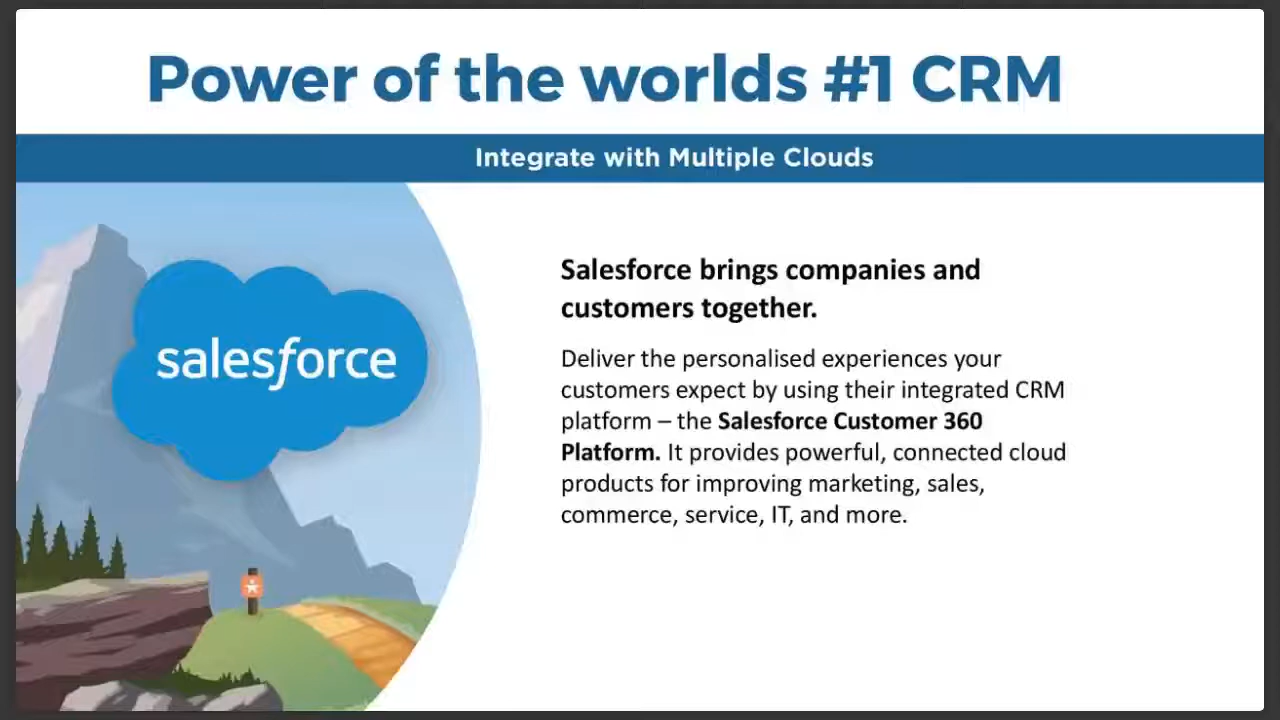 Power of the worlds #1 CRM
Integrate with Multiple Clouds
salesforce
Salesforce brings companies and
customers together.
Deliver the personalised experiences your
customers expect by using their integrated CRM
platform – the Salesforce Customer 360
Platform. It provides powerful, connected cloud
products for improving marketing, sales,
commerce, service, IT, and more.